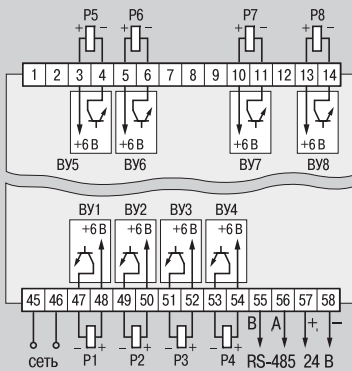 P5 P6 P7 P8
+ − + − + − + −
1 2 3 4 5 6 7 8 9 10 11 12 13 14
+6 В +6 В +6 В +6 В
ВУ5 ВУ6 ВУ7 ВУ8
ВУ1 ВУ2 ВУ3 ВУ4
+6 В +6 В +6 В +6 В
45 46 47 48 49 50 51 52 53 54 55 56 57 58
− + − + − + − + В А + −
сеть P1 P2 P3 P4 RS-485 24 В